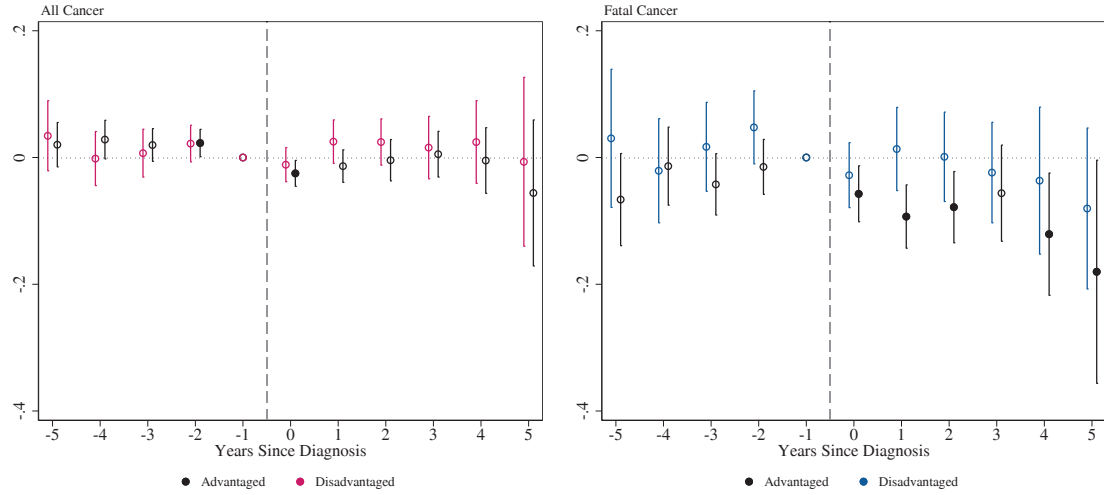 All Cancer
.2
0
-.2
-.4
-5 -4 -3 -2 -1 0 1 2 3 4 5
Years Since Diagnosis
Advantaged Disadvantaged
Fatal Cancer
.2
0
-.2
-.4
-5 -4 -3 -2 -1 0 1 2 3 4 5
Years Since Diagnosis
Advantaged Disadvantaged